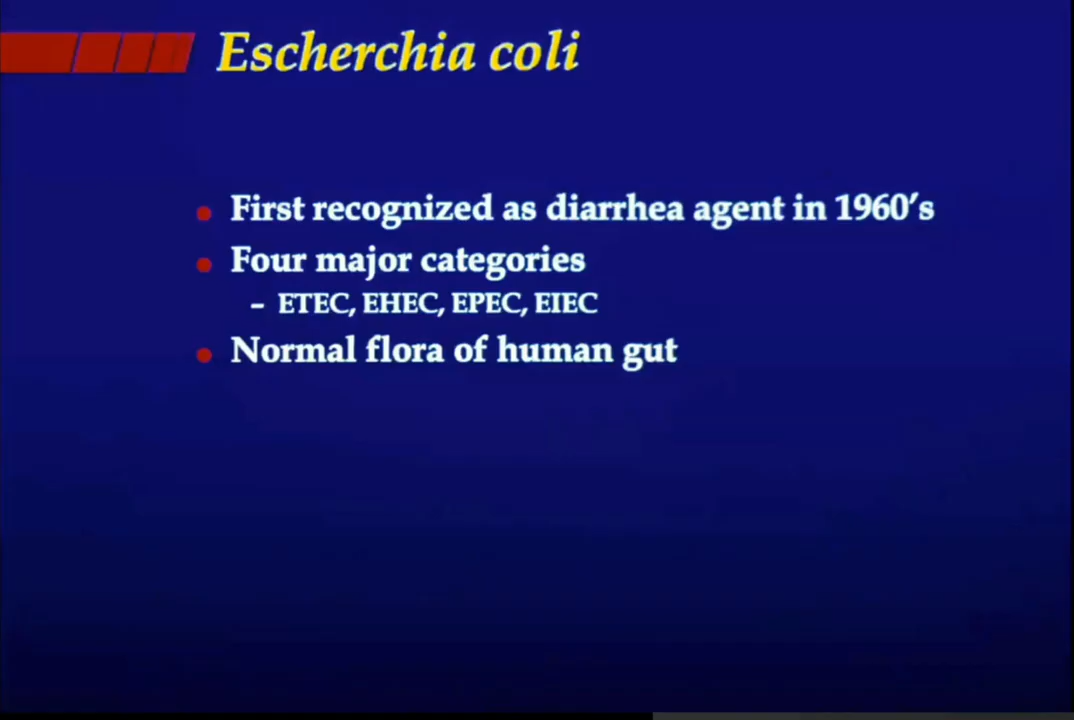 Escherchia coli
• First recognized as diarrhea agent in 1960's
• Four major categories
– ETEC, EHEC, EPEC, EIEC
• Normal flora of human gut